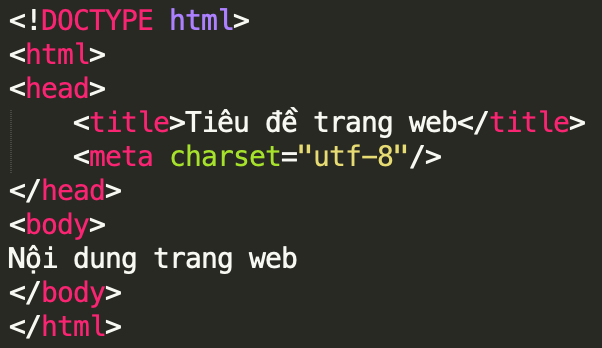 <!DOCTYPE html>
<html>
<head>
    <title>Tiêu đề trang web</title>
    <meta charset="utf-8"/>
</head>
<body>
Nội dung trang web
</body>
</html>